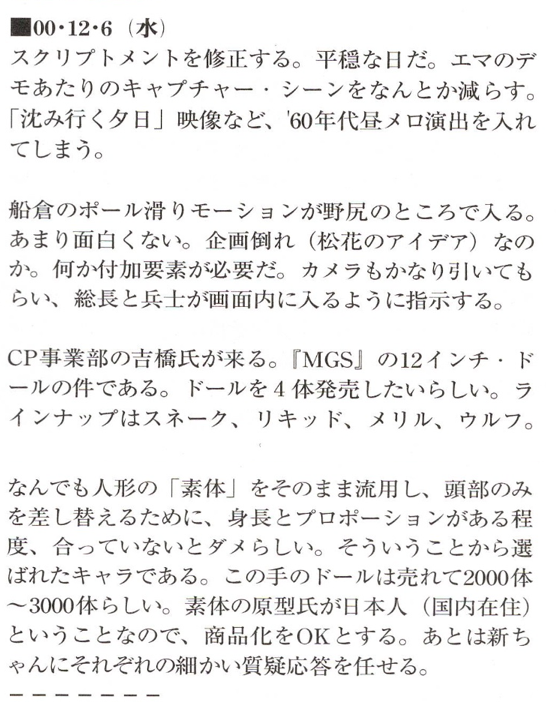 ■00・12・6（水）
スクリプトメントを修正する。平穏な日だ。エマのデ
モあたりのキャプチャー・シーンをなんとか減らす。
「沈み行く夕日」映像など、'60年代昼メロ演出を入れ
てしまう。
船倉のポール滑りモーションが野尻のところで入る。
あまり面白くない。企画倒れ（松花のアイデア）なの
か。何か付加要素が必要だ。カメラもかなり引いても
らい、総長と兵士が画面内に入るように指示する。
CP事業部の吉橋氏が来る。『MGS』の12インチ・ド
ールの件である。ドールを4体発売したいらしい。ラ
インナップはスネーク、リキッド、メリル、ウルフ。
なんでも人形の「素体」をそのまま流用し、頭部のみ
を差し替えるために、身長とプロポーションがある程
度、合っていないとダメらしい。そういうことから選
ばれたキャラである。この手のドールは売れて2000体
～3000体らしい。素体の原型氏が日本人（国内在住）
ということなので、商品化をOKとする。あとは新ち
ゃんにそれぞれの細かい質疑応答を任せる。
－－－－－－－